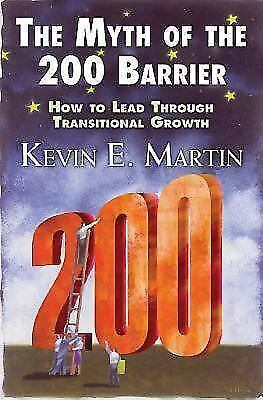 The Myth of the
200 Barrier
How to Lead Through
Transitional Growth
Kevin E. Martin
200